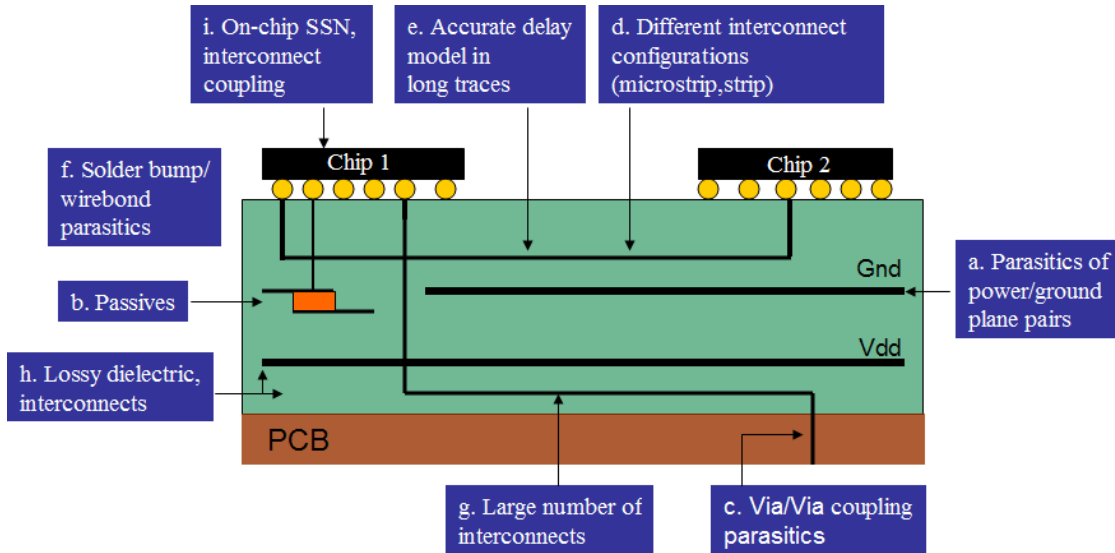 i. On-chip SSN,
interconnect
coupling
e. Accurate delay
model in
long traces
d. Different interconnect
configurations
(microstrip,strip)
f. Solder bump/
wirebond
parasitics
Chip 1
Chip 2
b. Passives
Gnd
a. Parasitics of
power/ground
plane pairs
Vdd
h. Lossy dielectric,
interconnects
PCB
g. Large number of
interconnects
c. Via/Via coupling
parasitics